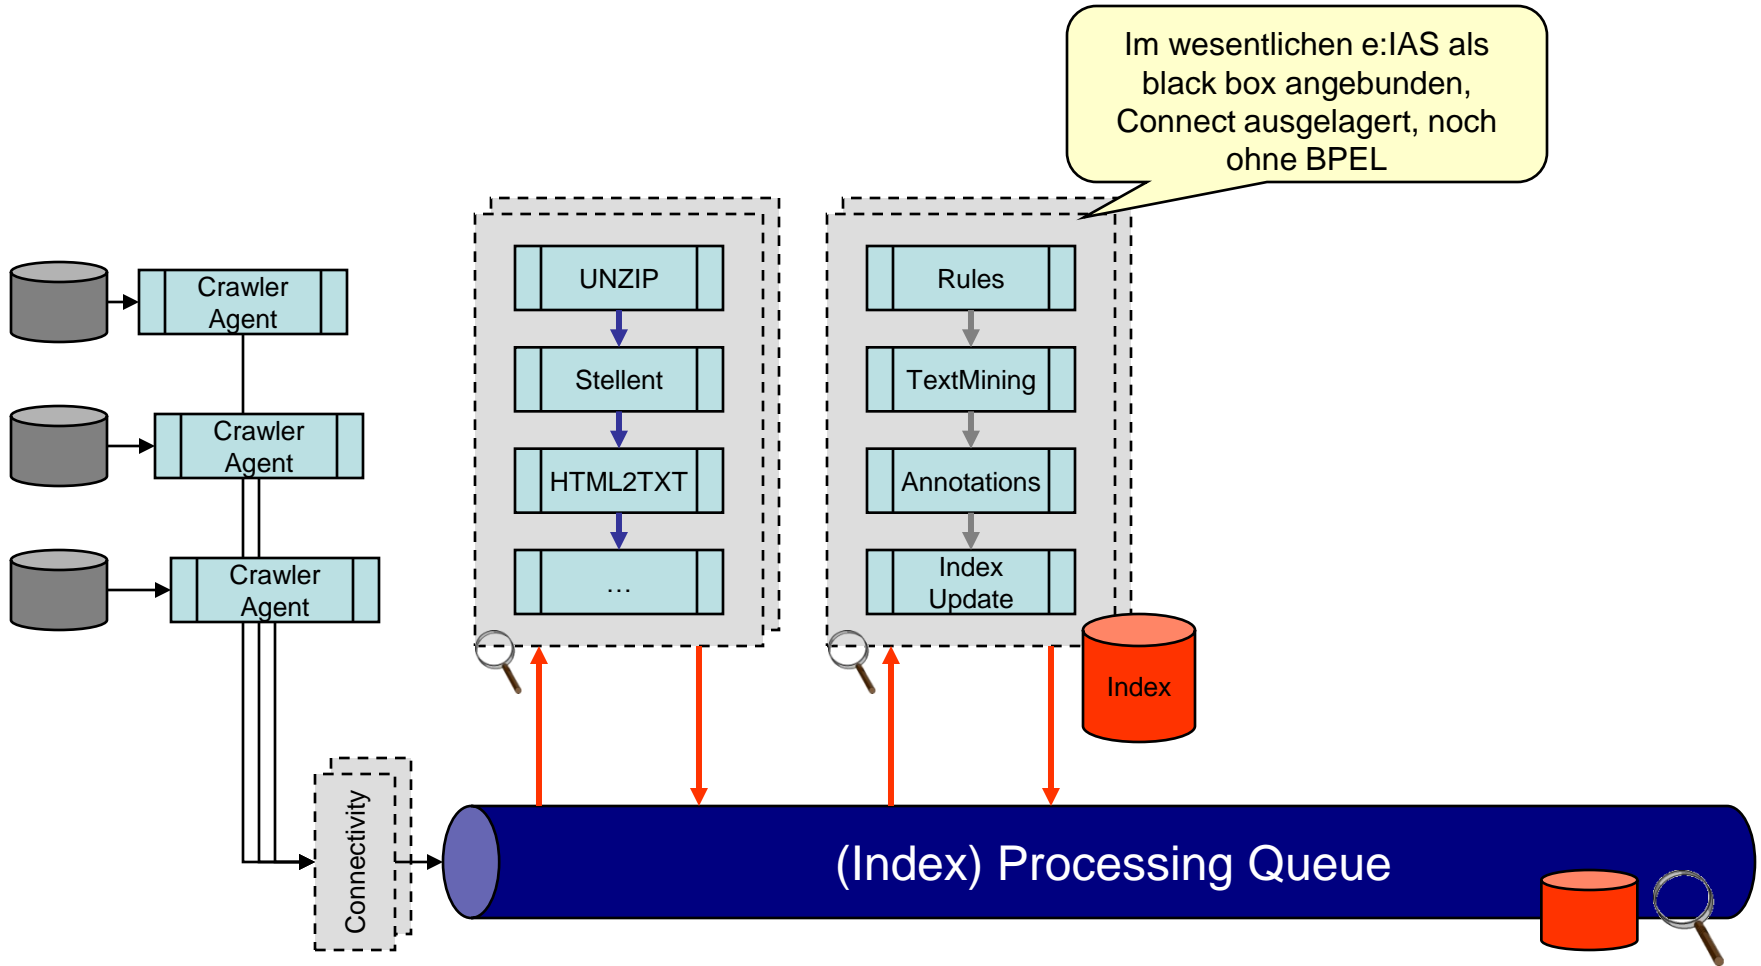 Im wesentlichen e:IAS als
black box angebunden,
Connect ausgelagert, noch
ohne BPEL
Crawler
Agent
Crawler
Agent
Crawler
Agent
UNZIP
Stellent
HTML2TXT
...
Rules
TextMining
Annotations
Index
Update
Index
Connectivity
(Index) Processing Queue